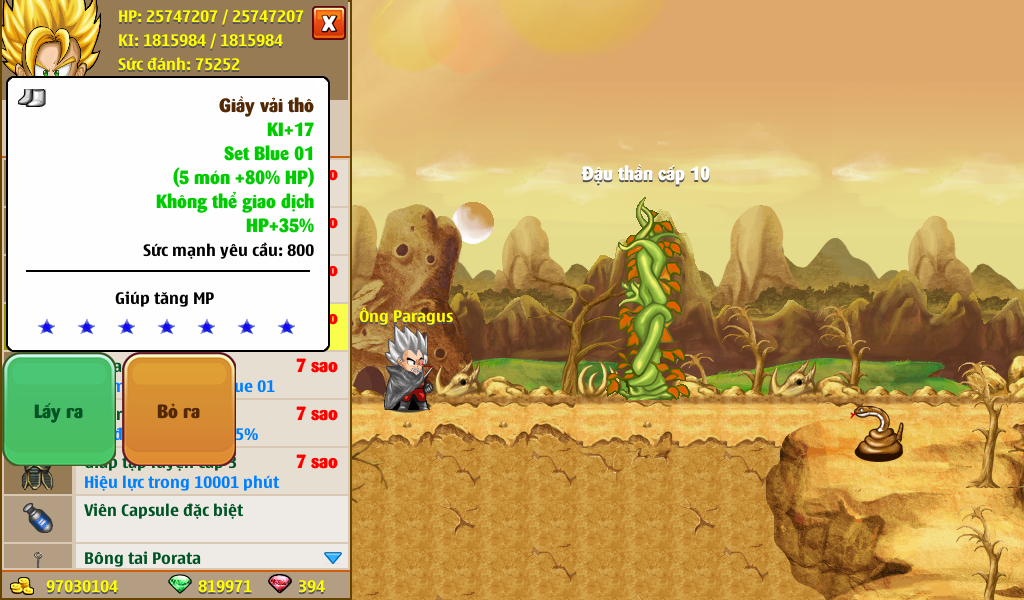 HP: 25747207 / 25747207
X
KI: 1815984 / 1815984
Sức đánh: 75252
Giầy vải thô
KI+17
Set Blue 01
(5 món +80% HP)
Không thể giao dịch
HP+35%
Sức mạnh yêu cầu: 800
Giúp tăng MP
Đậu thần cấp 10
Ông Paragus
7 sao
ue 01
Lấy ra
Bỏ ra
7 sao
5%
7 sao
Hiệu lực trong 10001 phút
Viên Capsule đặc biệt
Bông tai Porata
97030104
819971
394